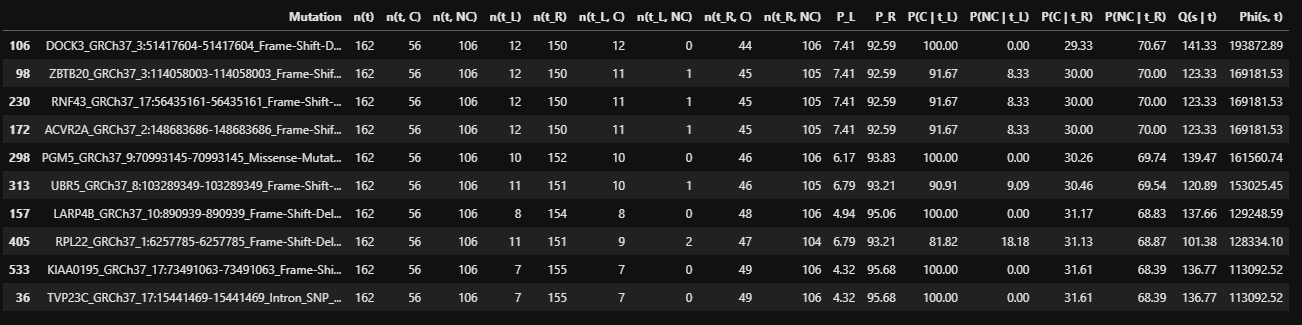 Mutation n(t) n(t, C) n(t, NC) n(t_L) n(t_R) n(t_L, C) n(t_L, NC) n(t_R, C) n(t_R, NC) P_L P_R P(C | t_L) P(NC | t_L) P(C | t_R) P(NC | t_R) Q(s | t) Phi(s, t)
106 DOCK3_GRCh37_3:51417604-51417604_Frame-Shift-D... 162 56 106 12 150 12 0 44 106 7.41 92.59 100.00 0.00 29.33 70.67 141.33 193872.89
98 ZBTB20_GRCh37_3:114058003-114058003_Frame-Shif... 162 56 106 12 150 11 1 45 105 7.41 92.59 91.67 8.33 30.00 70.00 123.33 169181.53
230 RNF43_GRCh37_17:56435161-56435161_Frame-Shift-... 162 56 106 12 150 11 1 45 105 7.41 92.59 91.67 8.33 30.00 70.00 123.33 169181.53
172 ACVR2A_GRCh37_2:148683686-148683686_Frame-Shif... 162 56 106 12 150 11 1 45 105 7.41 92.59 91.67 8.33 30.00 70.00 123.33 169181.53
298 PGM5_GRCh37_9:70993145-70993145_Missense-Mutat... 162 56 106 10 152 10 0 46 106 6.17 93.83 100.00 0.00 30.26 69.74 139.47 161560.74
313 UBR5_GRCh37_8:103289349-103289349_Frame-Shift-... 162 56 106 11 151 10 1 46 105 6.79 93.21 90.91 9.09 30.46 69.54 120.89 153025.45
157 LARP4B_GRCh37_10:890939-890939_Frame-Shift-Del... 162 56 106 8 154 8 0 48 106 4.94 95.06 100.00 0.00 31.17 68.83 137.66 129248.59
405 RPL22_GRCh37_1:6257785-6257785_Frame-Shift-Del... 162 56 106 11 151 9 2 47 104 6.79 93.21 81.82 18.18 31.13 68.87 101.38 128334.10
533 KIAA0195_GRCh37_17:73491063-73491063_Frame-Shi... 162 56 106 7 155 7 0 49 106 4.32 95.68 100.00 0.00 31.61 68.39 136.77 113092.52
36 TVP23C_GRCh37_17:15441469-15441469_Intron_SNP_... 162 56 106 7 155 7 0 49 106 4.32 95.68 100.00 0.00 31.61 68.39 136.77 113092.52